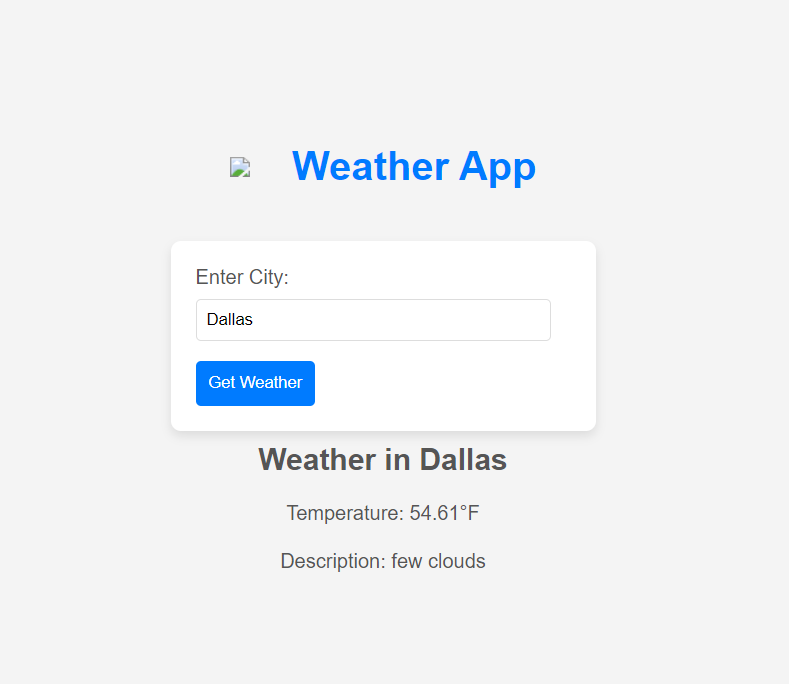 Weather App
Enter City:
Dallas
Get Weather
Weather in Dallas
Temperature: 54.61°F
Description: few clouds